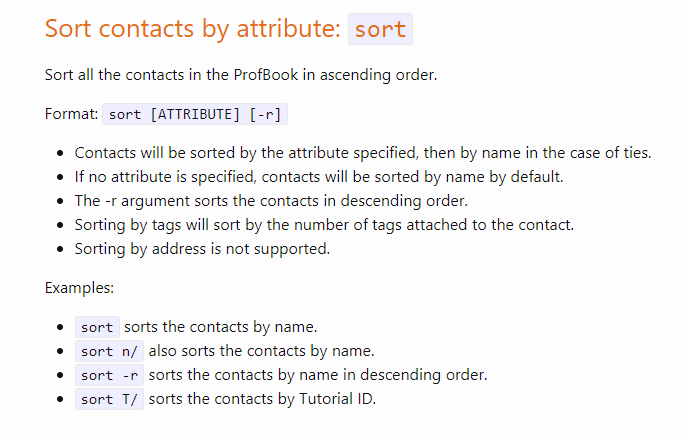 Sort contacts by attribute: sort
Sort all the contacts in the ProfBook in ascending order.
Format: sort [ATTRIBUTE] [-r]
• Contacts will be sorted by the attribute specified, then by name in the case of ties.
• If no attribute is specified, contacts will be sorted by name by default.
• The -r argument sorts the contacts in descending order.
• Sorting by tags will sort by the number of tags attached to the contact.
• Sorting by address is not supported.
Examples:
• sort sorts the contacts by name.
• sort n/ also sorts the contacts by name.
• sort -r sorts the contacts by name in descending order.
• sort T/ sorts the contacts by Tutorial ID.